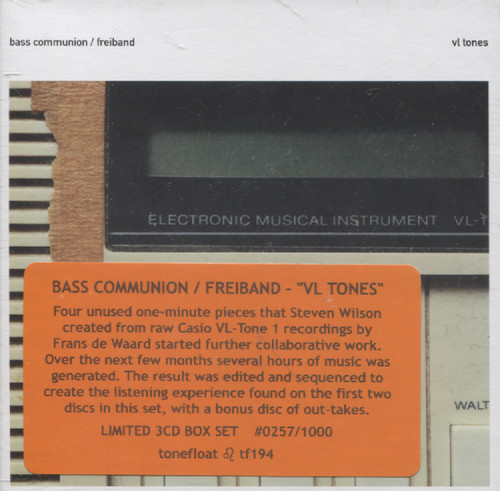 bass communion / freiband
vl tones
ELECTRONIC MUSICAL INSTRUMENT VL-T
BASS COMMUNION / FREIBAND - "VL TONES"
Four unused one-minute pieces that Steven Wilson
created from raw Casio VL-Tone 1 recordings by
Frans de Waard started further collaborative work.
Over the next few months several hours of music was
generated. The result was edited and sequenced to
create the listening experience found on the first two
discs in this set, with a bonus disc of out-takes.
LIMITED 3CD BOX SET #0257/1000
tonefloat ♌ tf194
WALT